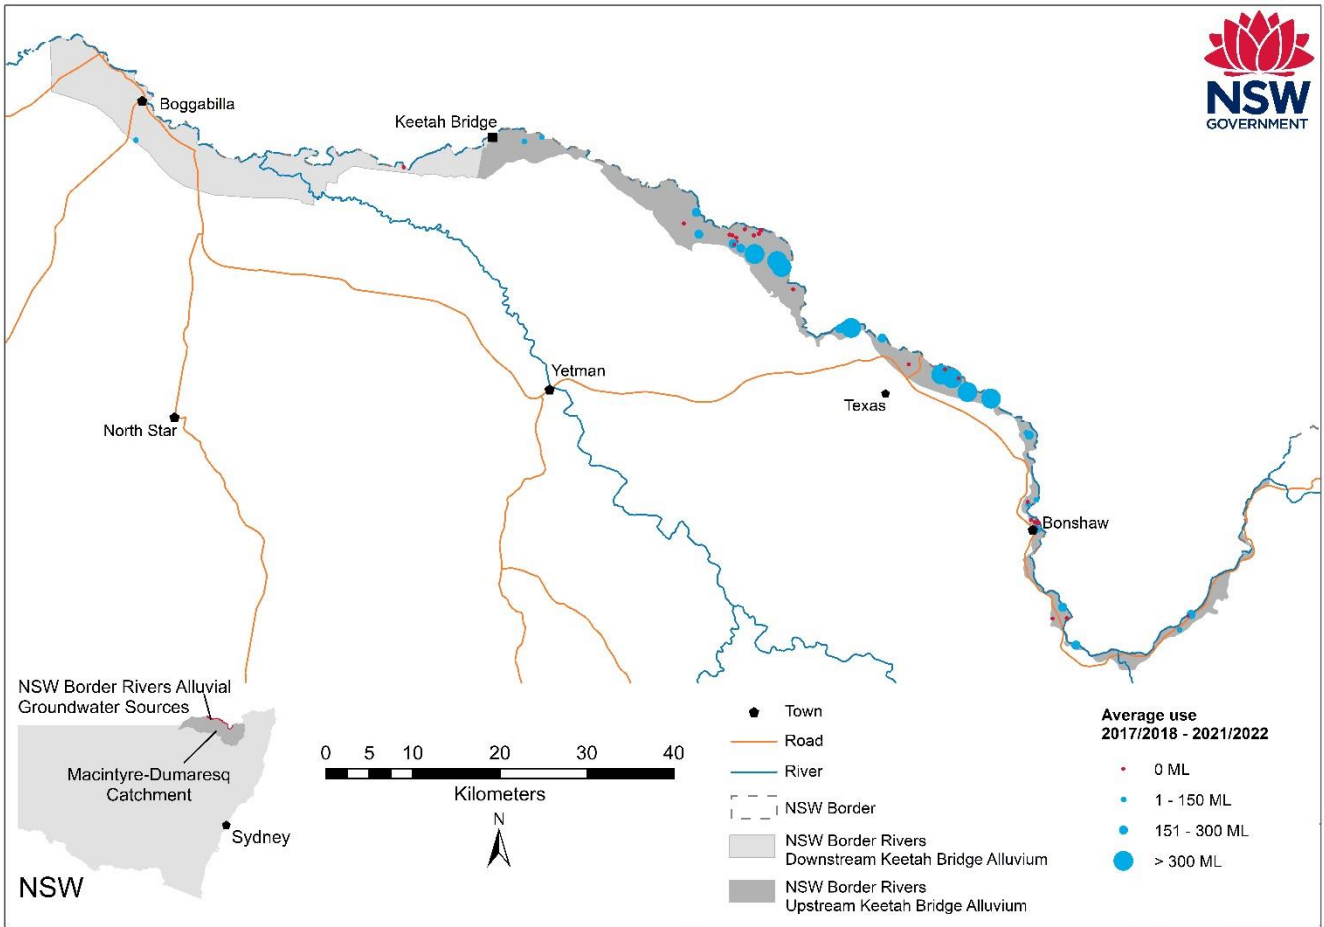 NSW
GOVERNMENT
Boggabilla
Keetah Bridge
Yetman
Texas
North Star
Bonshaw
NSW Border Rivers Alluvial
Groundwater Sources
Macintyre-Dumaresq
Catchment
Sydney
NSW
0 5 10 20 30 40
Kilometers
N
Town
Road
River
NSW Border
NSW Border Rivers
Downstream Keetah Bridge Alluvium
NSW Border Rivers
Upstream Keetah Bridge Alluvium
Average use
2017/2018 - 2021/2022
0 ML
1 - 150 ML
151 - 300 ML
> 300 ML